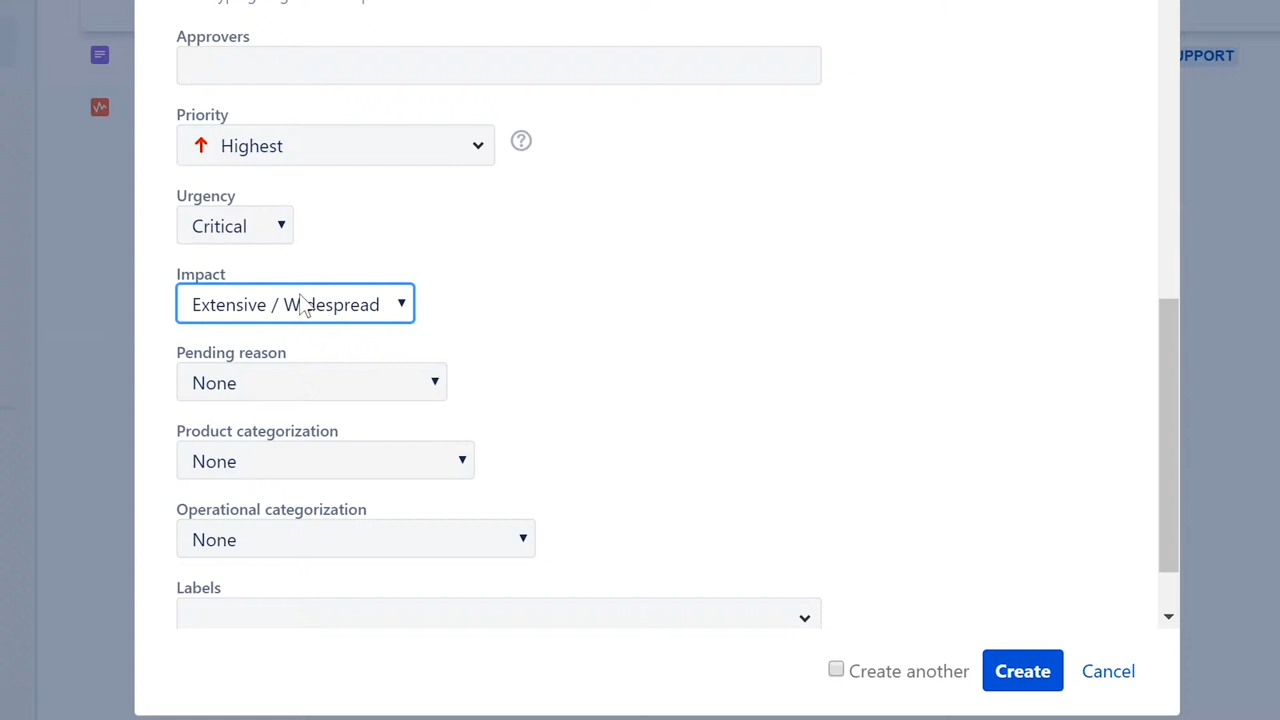 Approvers
UPPORT
Priority
Highest
Urgency
Critical
Impact
Extensive / Widespread
Pending reason
None
Product categorization
None
Operational categorization
None
Labels
Create another
Create
Cancel